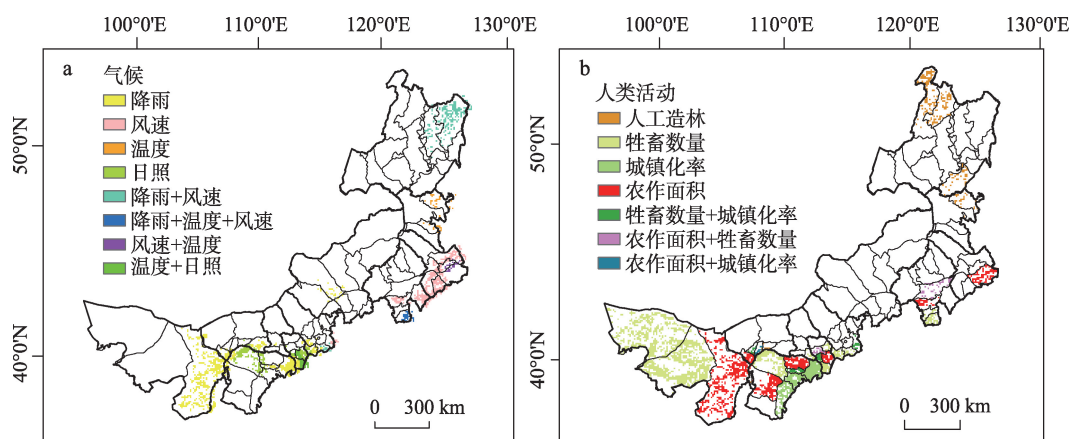 100°0′E 110°0′E 120°0′E 130°0′E
a
气候
降雨
风速
温度
日照
降雨+风速
降雨+温度+风速
风速+温度
温度+日照
50°0′N
40°0′N
0 300 km
100°0′E 110°0′E 120°0′E 130°0′E
b
人类活动
人工造林
牲畜数量
城镇化率
农作面积
牲畜数量+城镇化率
农作面积+牲畜数量
农作面积+城镇化率
50°0′N
40°0′N
0 300 km